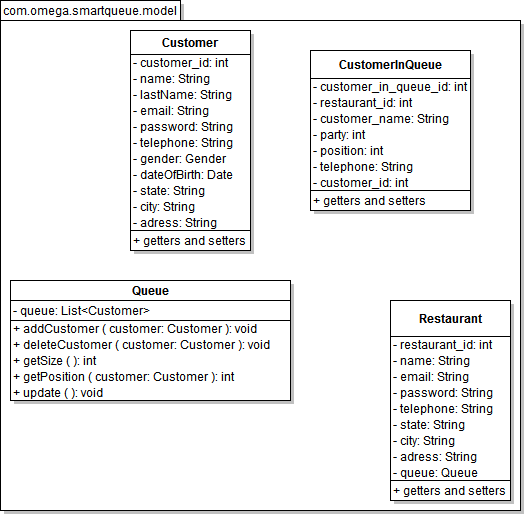 com.omega.smartqueue.model
Customer
- customer_id: int
- name: String
- lastName: String
- email: String
- password: String
- telephone: String
- gender: Gender
- dateOfBirth: Date
- state: String
- city: String
- adress: String
+ getters and setters
CustomerInQueue
- customer_in_queue_id: int
- restaurant_id: int
- customer_name: String
- party: int
- position: int
- telephone: String
- customer_id: int
+ getters and setters
Queue
- queue: List<Customer>
+ addCustomer ( customer: Customer ): void
+ deleteCustomer ( customer: Customer ): void
+ getSize ( ): int
+ getPosition ( customer: Customer ): int
+ update ( ): void
Restaurant
- restaurant_id: int
- name: String
- email: String
- password: String
- telephone: String
- state: String
- city: String
- adress: String
- queue: Queue
+ getters and setters